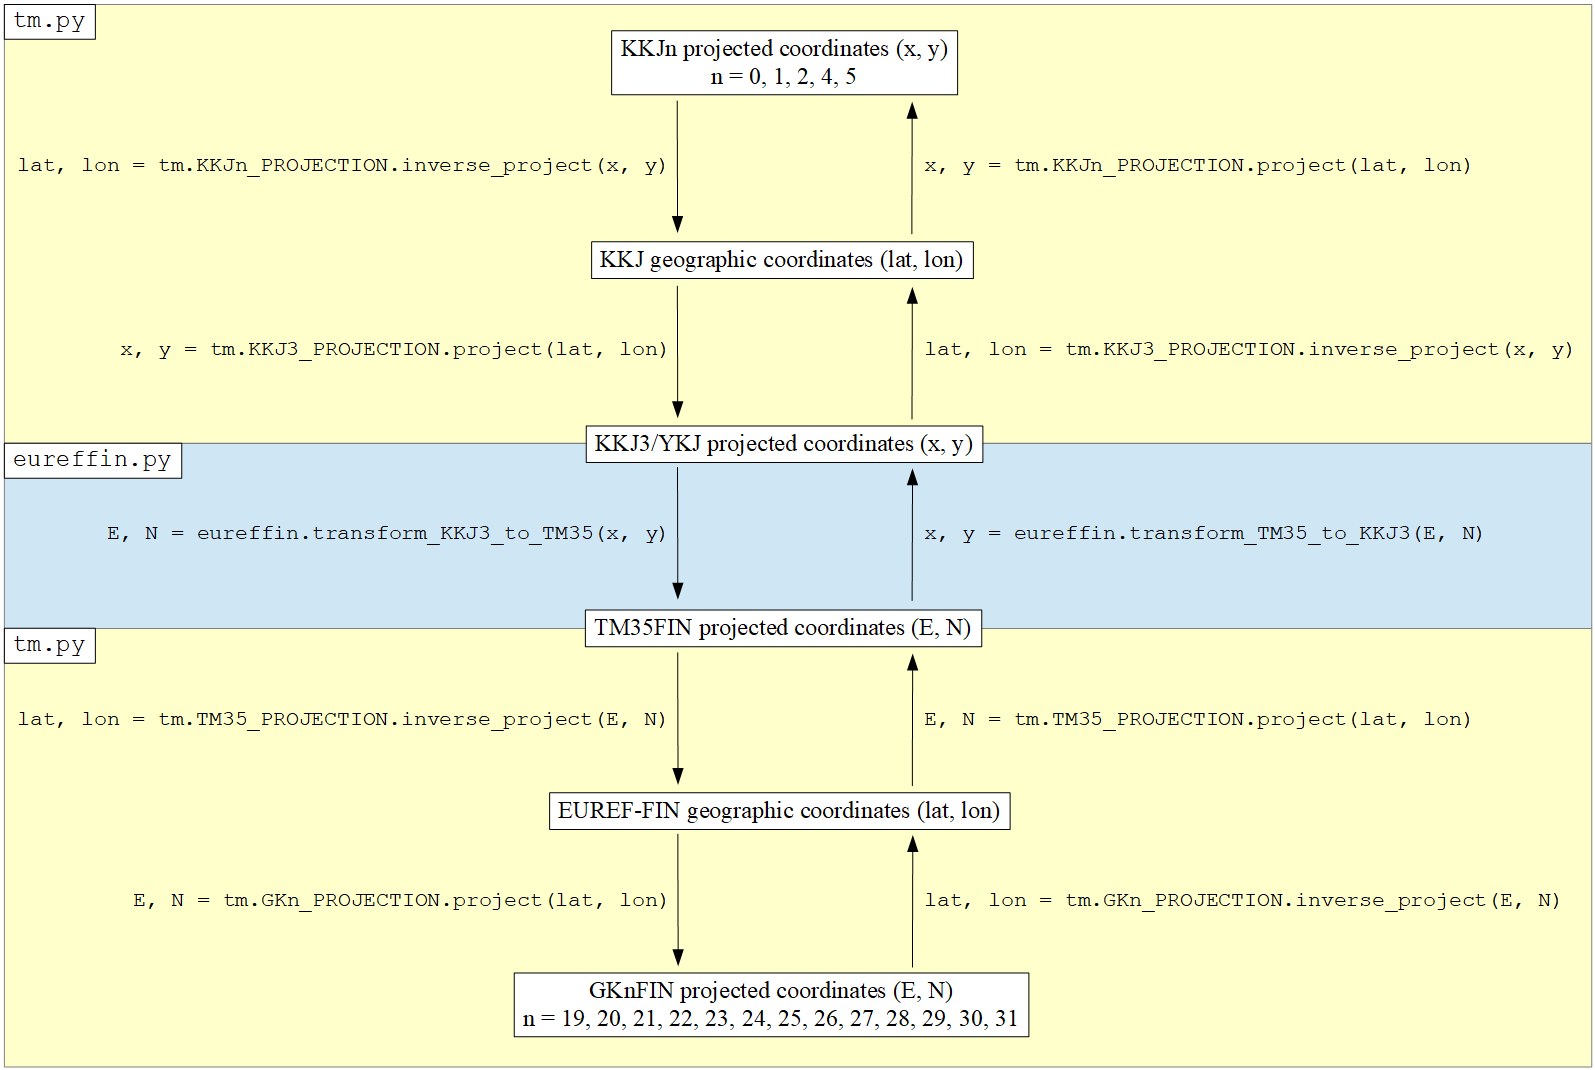 tm.py
KKJn projected coordinates (x, y)
n = 0, 1, 2, 4, 5
lat, lon = tm.KKJn_PROJECTION.inverse_project(x, y)
x, y = tm.KKJn_PROJECTION.project(lat, lon)
KKJ geographic coordinates (lat, lon)
x, y = tm.KKJ3_PROJECTION.project(lat, lon)
lat, lon = tm.KKJ3_PROJECTION.inverse_project(x, y)
KKJ3/YKJ projected coordinates (x, y)
eureffin.py
E, N = eureffin.transform_KKJ3_to_TM35(x, y)
x, y = eureffin.transform_TM35_to_KKJ3(E, N)
TM35FIN projected coordinates (E, N)
tm.py
lat, lon = tm.TM35_PROJECTION.inverse_project(E, N)
E, N = tm.TM35_PROJECTION.project(lat, lon)
EUREF-FIN geographic coordinates (lat, lon)
E, N = tm.GKn_PROJECTION.project(lat, lon)
lat, lon = tm.GKn_PROJECTION.inverse_project(E, N)
GKnFIN projected coordinates (E, N)
n = 19, 20, 21, 22, 23, 24, 25, 26, 27, 28, 29, 30, 31